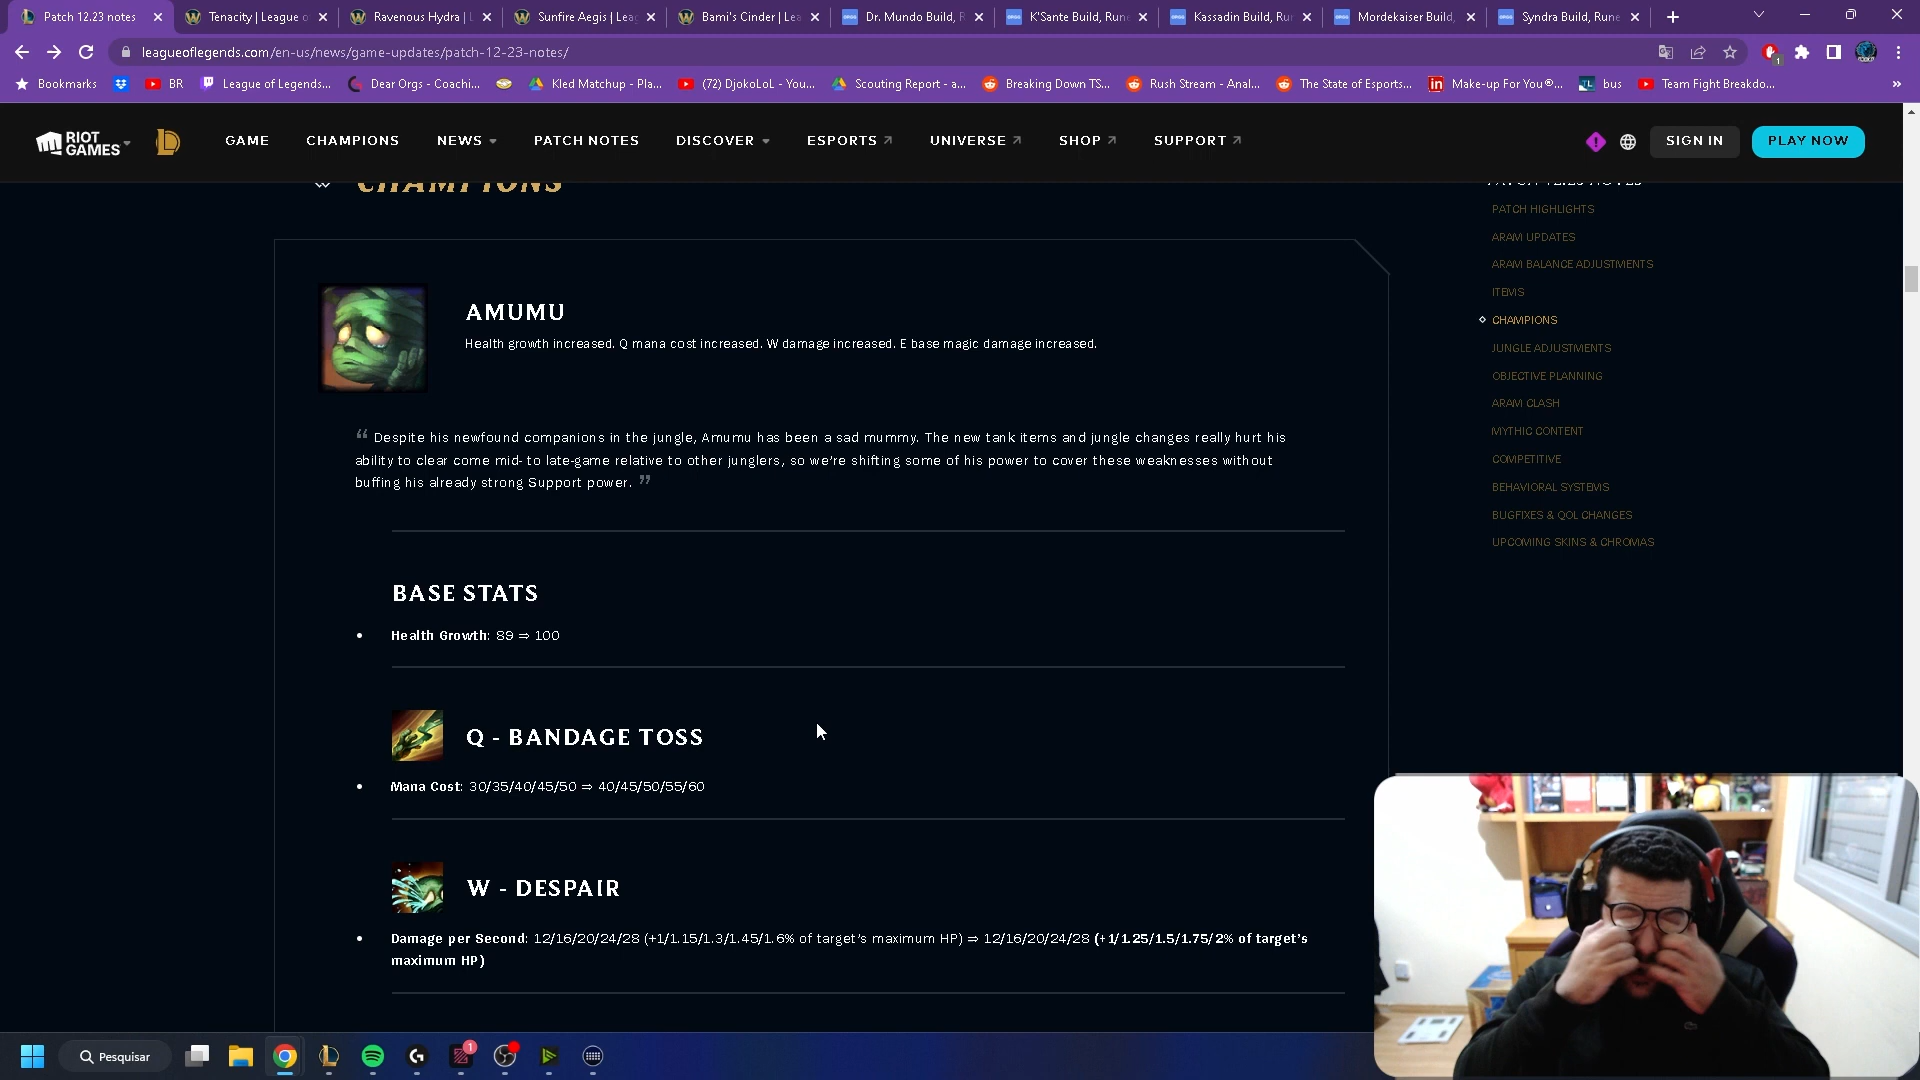 Patch 12.23 notes
Tenacity | League o
Ravenous Hydra | L
Sunfire Aegis | Leag
Bami's Cinder | Lea
Dr. Mundo Build, R
K'Sante Build, Rune
Kassadin Build, Ru
Mordekaiser Build,
Syndra Build, Rune
leagueoflegends.com/en-us/news/game-updates/patch-12-23-notes/
1
Bookmarks
BR
League of Legends...
Dear Orgs - Coachi...
Kled Matchup - Pla...
(72) DjokoLoL - You...
Scouting Report - a...
Breaking Down TS...
Rush Stream - Anal...
The State of Esports...
Make-up For You®...
bus
Team Fight Breakdo...
»
RIOT GAMES
GAME
CHAMPIONS
NEWS
PATCH NOTES
DISCOVER
ESPORTS
UNIVERSE
SHOP
SUPPORT
SIGN IN
PLAY NOW
CHAMPIONS
PATCH 12.23 NOTES
PATCH HIGHLIGHTS
ARAM UPDATES
ARAM BALANCE ADJUSTMENTS
ITEMS
CHAMPIONS
JUNGLE ADJUSTMENTS
OBJECTIVE PLANNING
ARAM CLASH
MYTHIC CONTENT
COMPETITIVE
BEHAVIORAL SYSTEMS
BUGFIXES & QOL CHANGES
UPCOMING SKINS & CHROMAS
AMUMU
Health growth increased. Q mana cost increased. W damage increased. E base magic damage increased.
“ Despite his newfound companions in the jungle, Amumu has been a sad mummy. The new tank items and jungle changes really hurt his
ability to clear come mid- to late-game relative to other junglers, so we’re shifting some of his power to cover these weaknesses without
buffing his already strong Support power. ”
BASE STATS
• Health Growth: 89 ⇒ 100
Q - BANDAGE TOSS
• Mana Cost: 30/35/40/45/50 ⇒ 40/45/50/55/60
W - DESPAIR
• Damage per Second: 12/16/20/24/28 (+1/1.15/1.3/1.45/1.6% of target’s maximum HP) ⇒ 12/16/20/24/28 (+1/1.25/1.5/1.75/2% of target’s
maximum HP)
Pesquisar
1